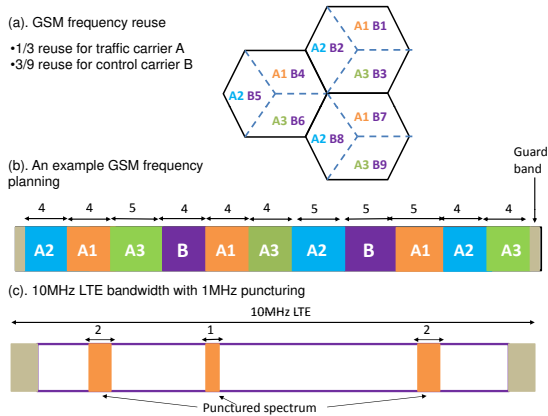 (a). GSM frequency reuse
•1/3 reuse for traffic carrier A
•3/9 reuse for control carrier B
A1 B1
A2 B2
A3 B3
A1 B4
A2 B5
A3 B6
A1 B7
A2 B8
A3 B9
(b). An example GSM frequency
planning
Guard
band
4 4 5 4 4 4 5 5 5 4 4
A2 A1 A3 B A1 A3 A2 B A1 A2 A3
(c). 10MHz LTE bandwidth with 1MHz puncturing
10MHz LTE
2 1 2
Punctured spectrum